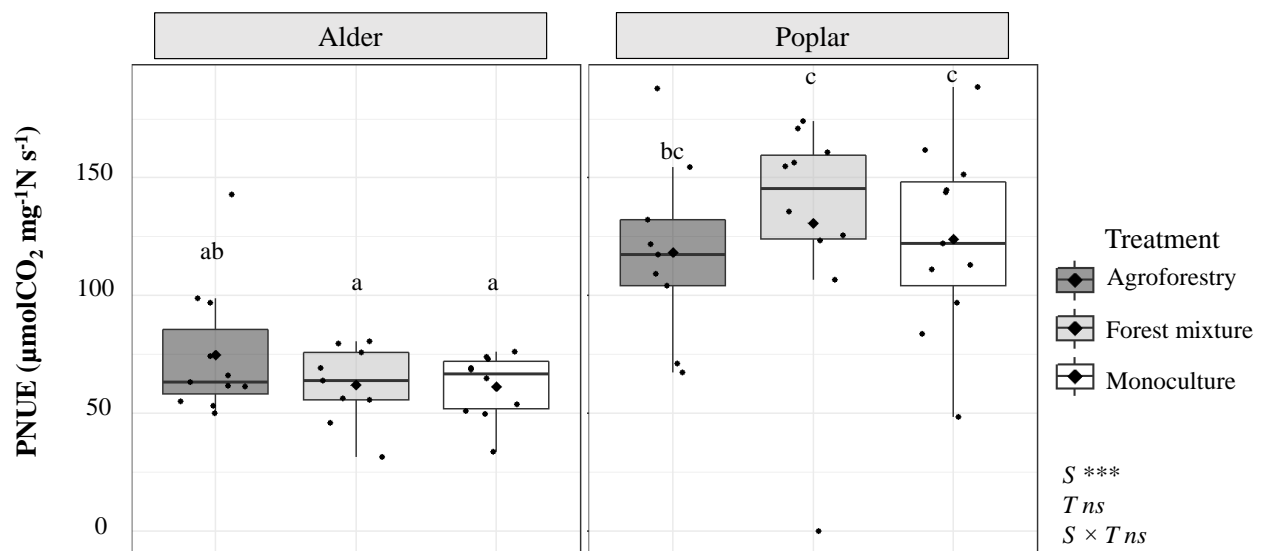 Alder
Poplar
PNUE (µmolCO₂ mg⁻¹N s⁻¹)
150
100
50
0
ab
a
a
bc
c
c
Treatment
Agroforestry
Forest mixture
Monoculture
S ***
T ns
S × T ns